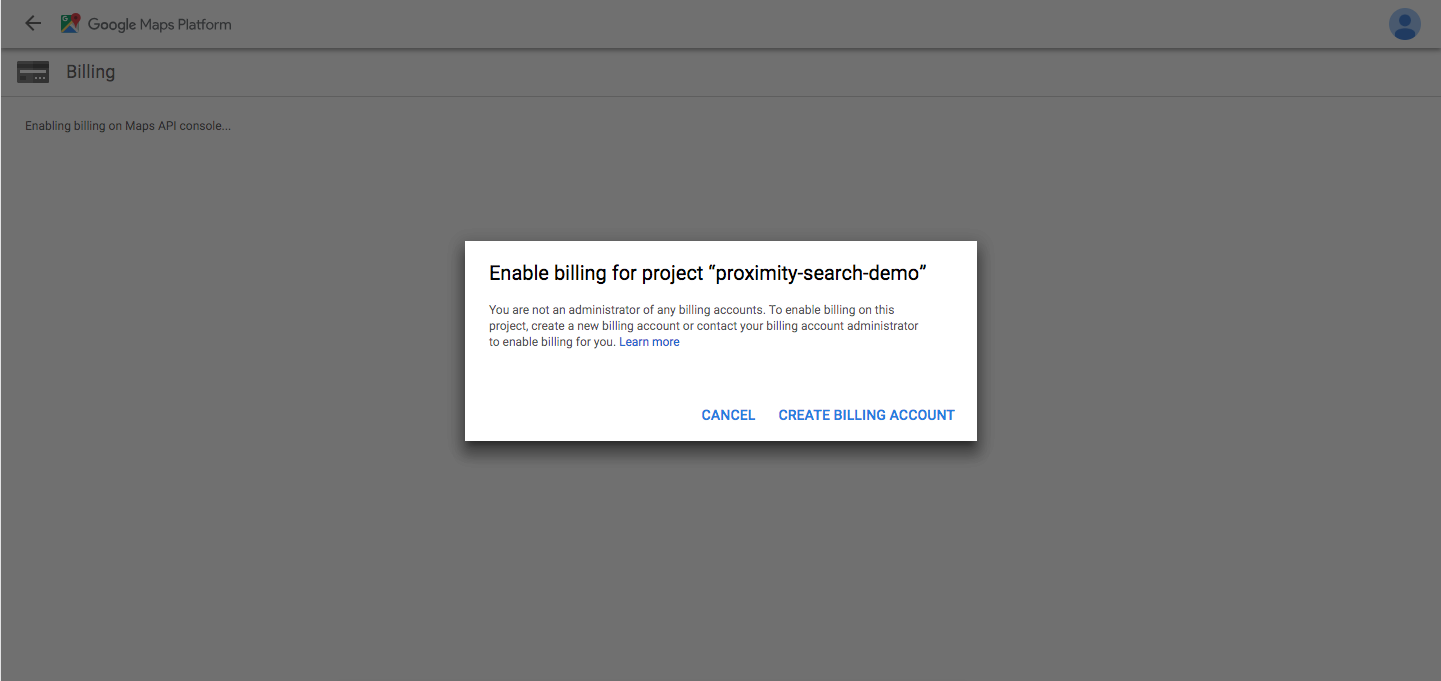 Google Maps Platform
Billing
Enabling billing on Maps API console...
Enable billing for project “proximity-search-demo”
You are not an administrator of any billing accounts. To enable billing on this
project, create a new billing account or contact your billing account administrator
to enable billing for you. Learn more
CANCEL CREATE BILLING ACCOUNT